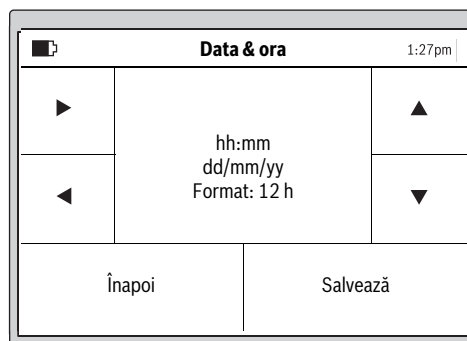 Data & ora
1:27pm
hh:mm
dd/mm/yy
Format: 12 h
Înapoi
Salvează